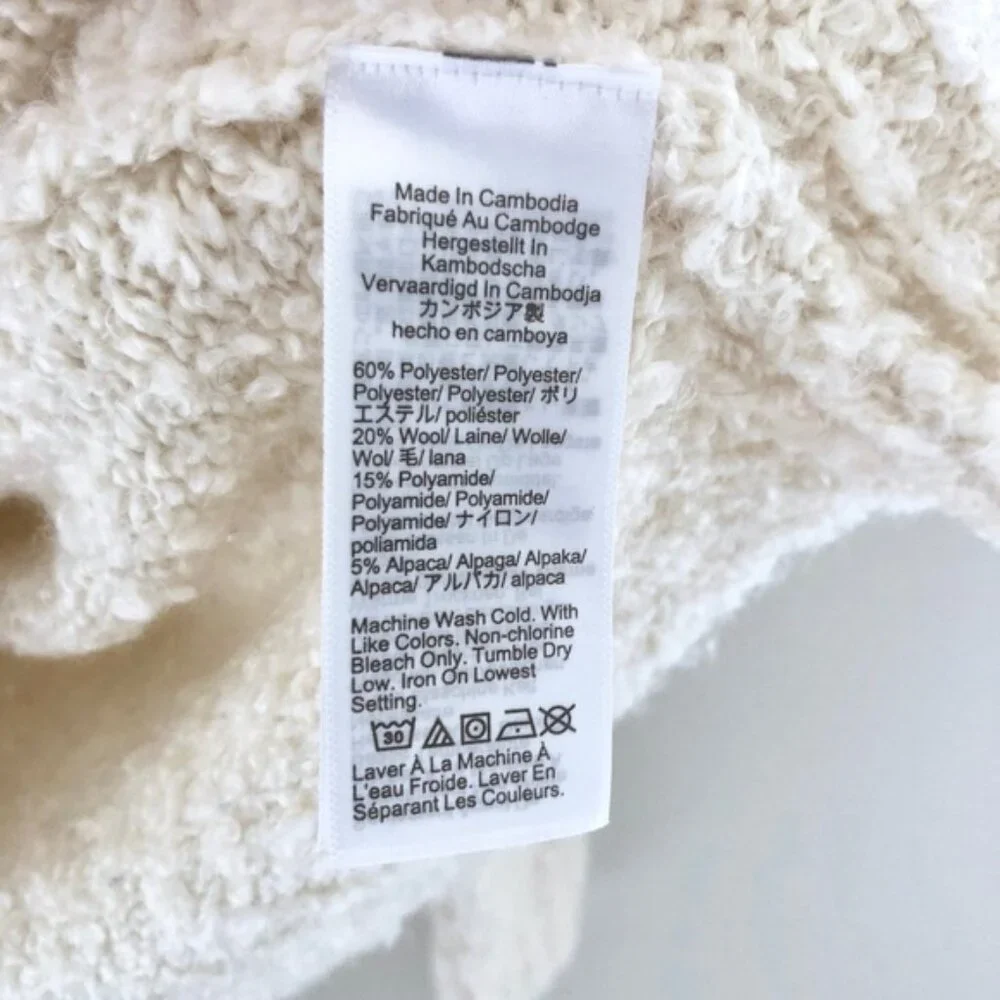 Made In Cambodia
Fabriqué Au Cambodge
Hergestellt In
Kambodscha
Vervaardigd In Cambodja
カンボジア製
hecho en camboya
60% Polyester/ Polyester/
Polyester/ Polyester/ ポリ
エステル/ poliéster
20% Wool/ Laine/ Wolle/
Wol/ 毛/ lana
15% Polyamide/
Polyamide/ Polyamide/
Polyamide/ ナイロン/
poliamida
5% Alpaca/ Alpaga/ Alpaka/
Alpaca/ アルパカ/ alpaca
Machine Wash Cold. With
Like Colors. Non-chlorine
Bleach Only. Tumble Dry
Low. Iron On Lowest
Setting.
30
Laver À La Machine À
L'eau Froide. Laver En
Séparant Les Couleurs.